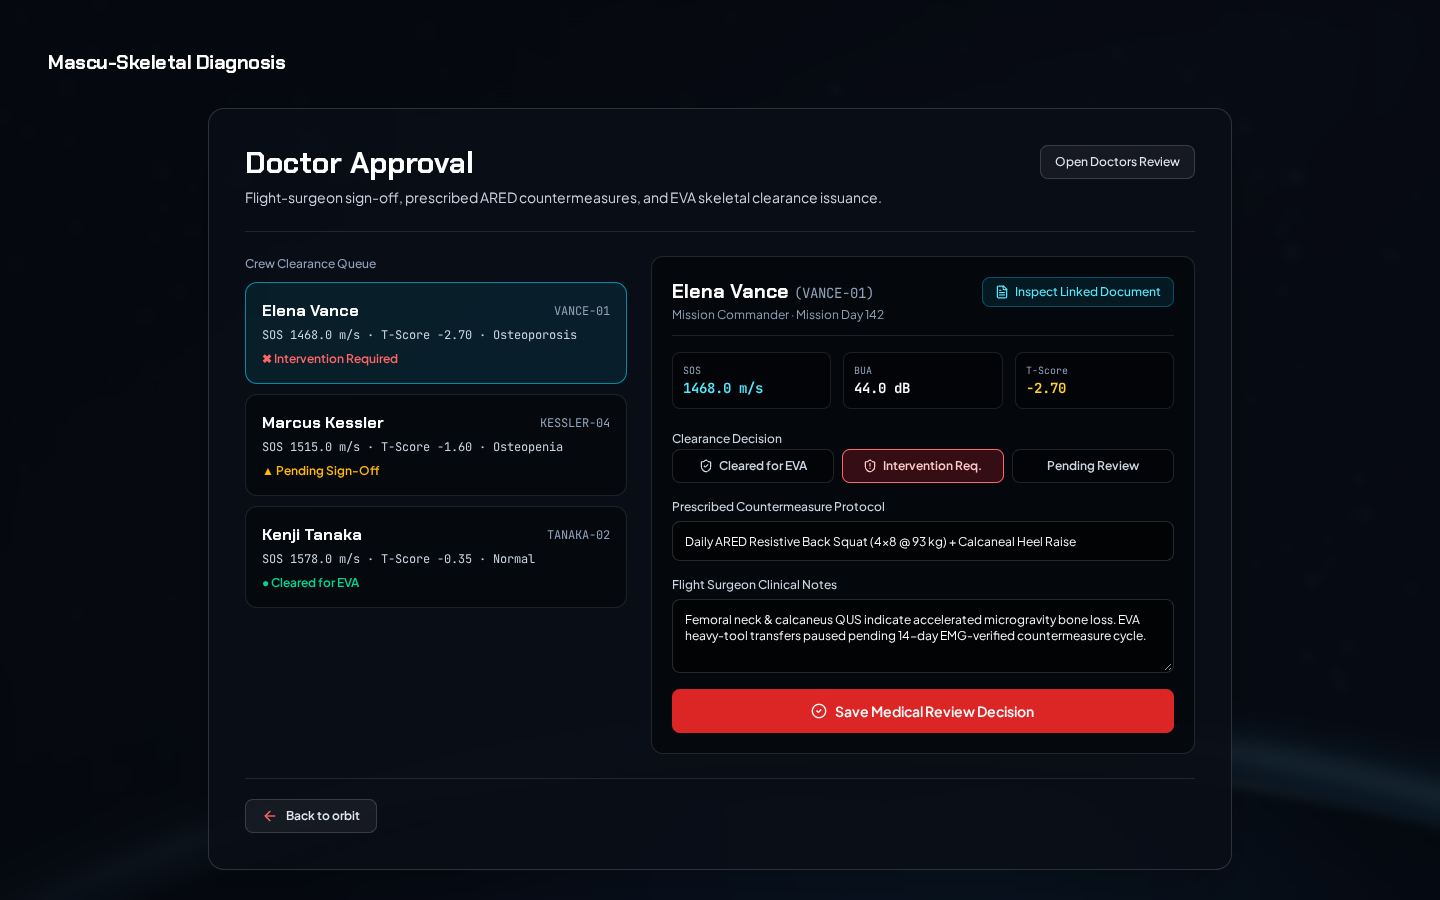 Mascu-Skeletal Diagnosis
Doctor Approval
Open Doctors Review
Flight-surgeon sign-off, prescribed ARED countermeasures, and EVA skeletal clearance issuance.
Crew Clearance Queue
Elena Vance VANCE-01
SOS 1468.0 m/s · T-Score -2.70 · Osteoporosis
✖ Intervention Required
Marcus Kessler KESSLER-04
SOS 1515.0 m/s · T-Score -1.60 · Osteopenia
▲ Pending Sign-Off
Kenji Tanaka TANAKA-02
SOS 1578.0 m/s · T-Score -0.35 · Normal
● Cleared for EVA
Elena Vance (VANCE-01)
Inspect Linked Document
Mission Commander · Mission Day 142
SOS
1468.0 m/s
BUA
44.0 dB
T-Score
-2.70
Clearance Decision
Cleared for EVA
Intervention Req.
Pending Review
Prescribed Countermeasure Protocol
Daily ARED Resistive Back Squat (4×8 @ 93 kg) + Calcaneal Heel Raise
Flight Surgeon Clinical Notes
Femoral neck & calcaneus QUS indicate accelerated microgravity bone loss. EVA
heavy-tool transfers paused pending 14-day EMG-verified countermeasure cycle.
Save Medical Review Decision
Back to orbit